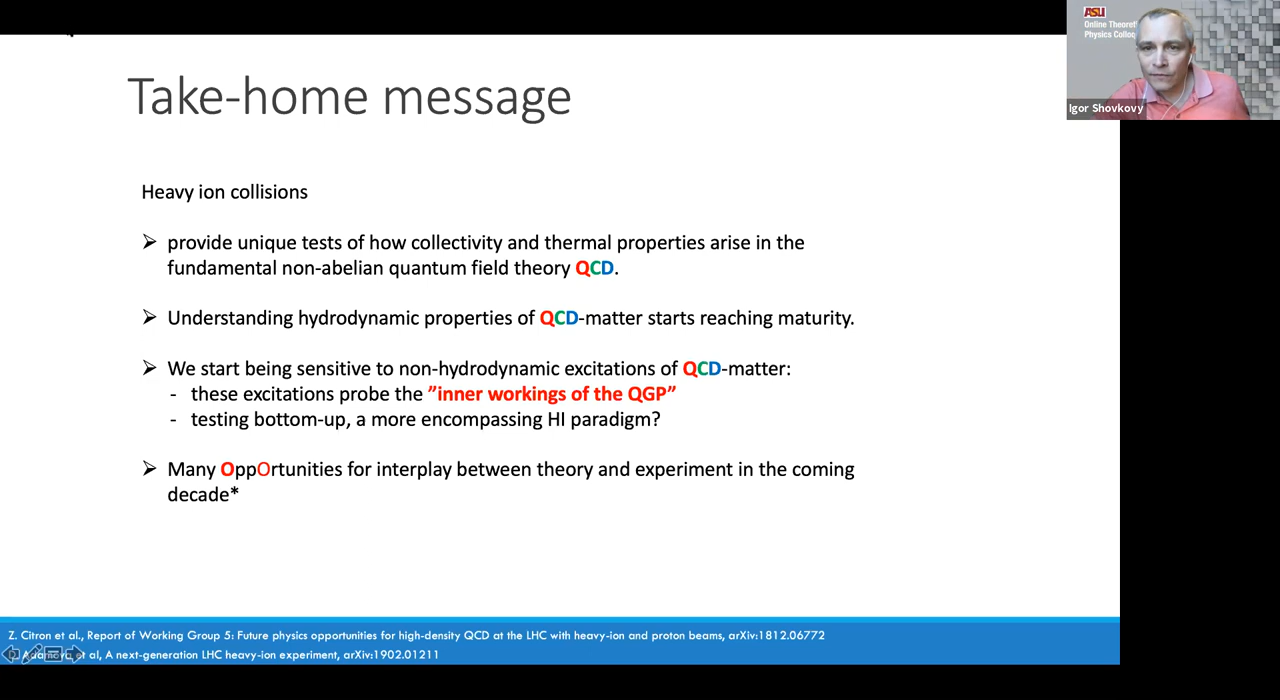 ASU
Online Theoret
Physics Colloq
Igor Shovkovy
Take-home message
Heavy ion collisions
➢ provide unique tests of how collectivity and thermal properties arise in the
fundamental non-abelian quantum field theory QCD.
➢ Understanding hydrodynamic properties of QCD-matter starts reaching maturity.
➢ We start being sensitive to non-hydrodynamic excitations of QCD-matter:
- these excitations probe the ”inner workings of the QGP”
- testing bottom-up, a more encompassing HI paradigm?
➢ Many OppOrtunities for interplay between theory and experiment in the coming
decade*
Z. Citron et al., Report of Working Group 5: Future physics opportunities for high-density QCD at the LHC with heavy-ion and proton beams, arXiv:1812.06772
et al, A next-generation LHC heavy-ion experiment, arXiv:1902.01211